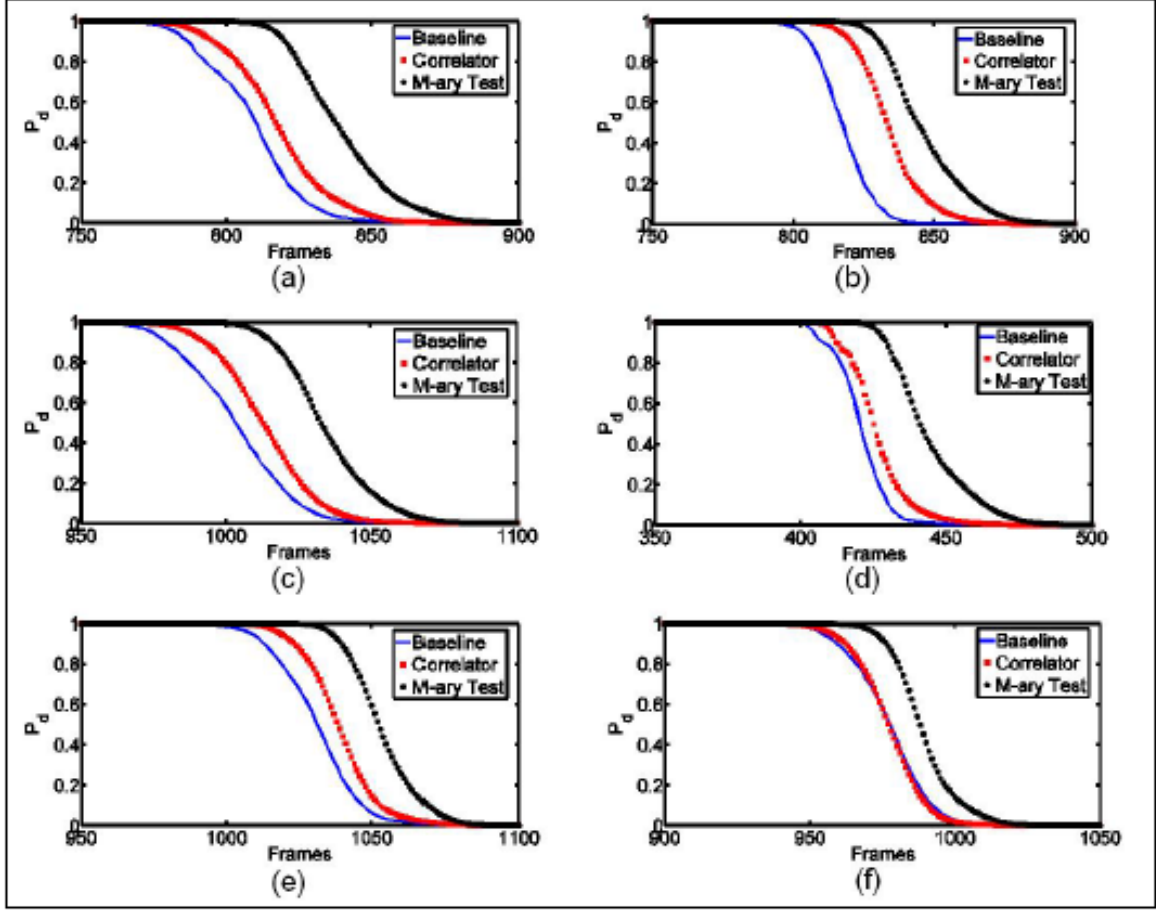 1
0.8
0.6
0.4
0.2
0
P_d
Baseline
Correlator
M-ary Test
750
800
850
900
Frames
(a)
1
0.8
0.6
0.4
0.2
0
P_d
Baseline
Correlator
M-ary Test
750
800
850
900
Frames
(b)
1
0.8
0.6
0.4
0.2
0
P_d
Baseline
Correlator
M-ary Test
950
1000
1050
1100
Frames
(c)
1
0.8
0.6
0.4
0.2
0
P_d
Baseline
Correlator
M-ary Test
350
400
450
500
Frames
(d)
1
0.8
0.6
0.4
0.2
0
P_d
Baseline
Correlator
M-ary Test
950
1000
1050
1100
Frames
(e)
1
0.8
0.6
0.4
0.2
0
P_d
Baseline
Correlator
M-ary Test
900
950
1000
1050
Frames
(f)